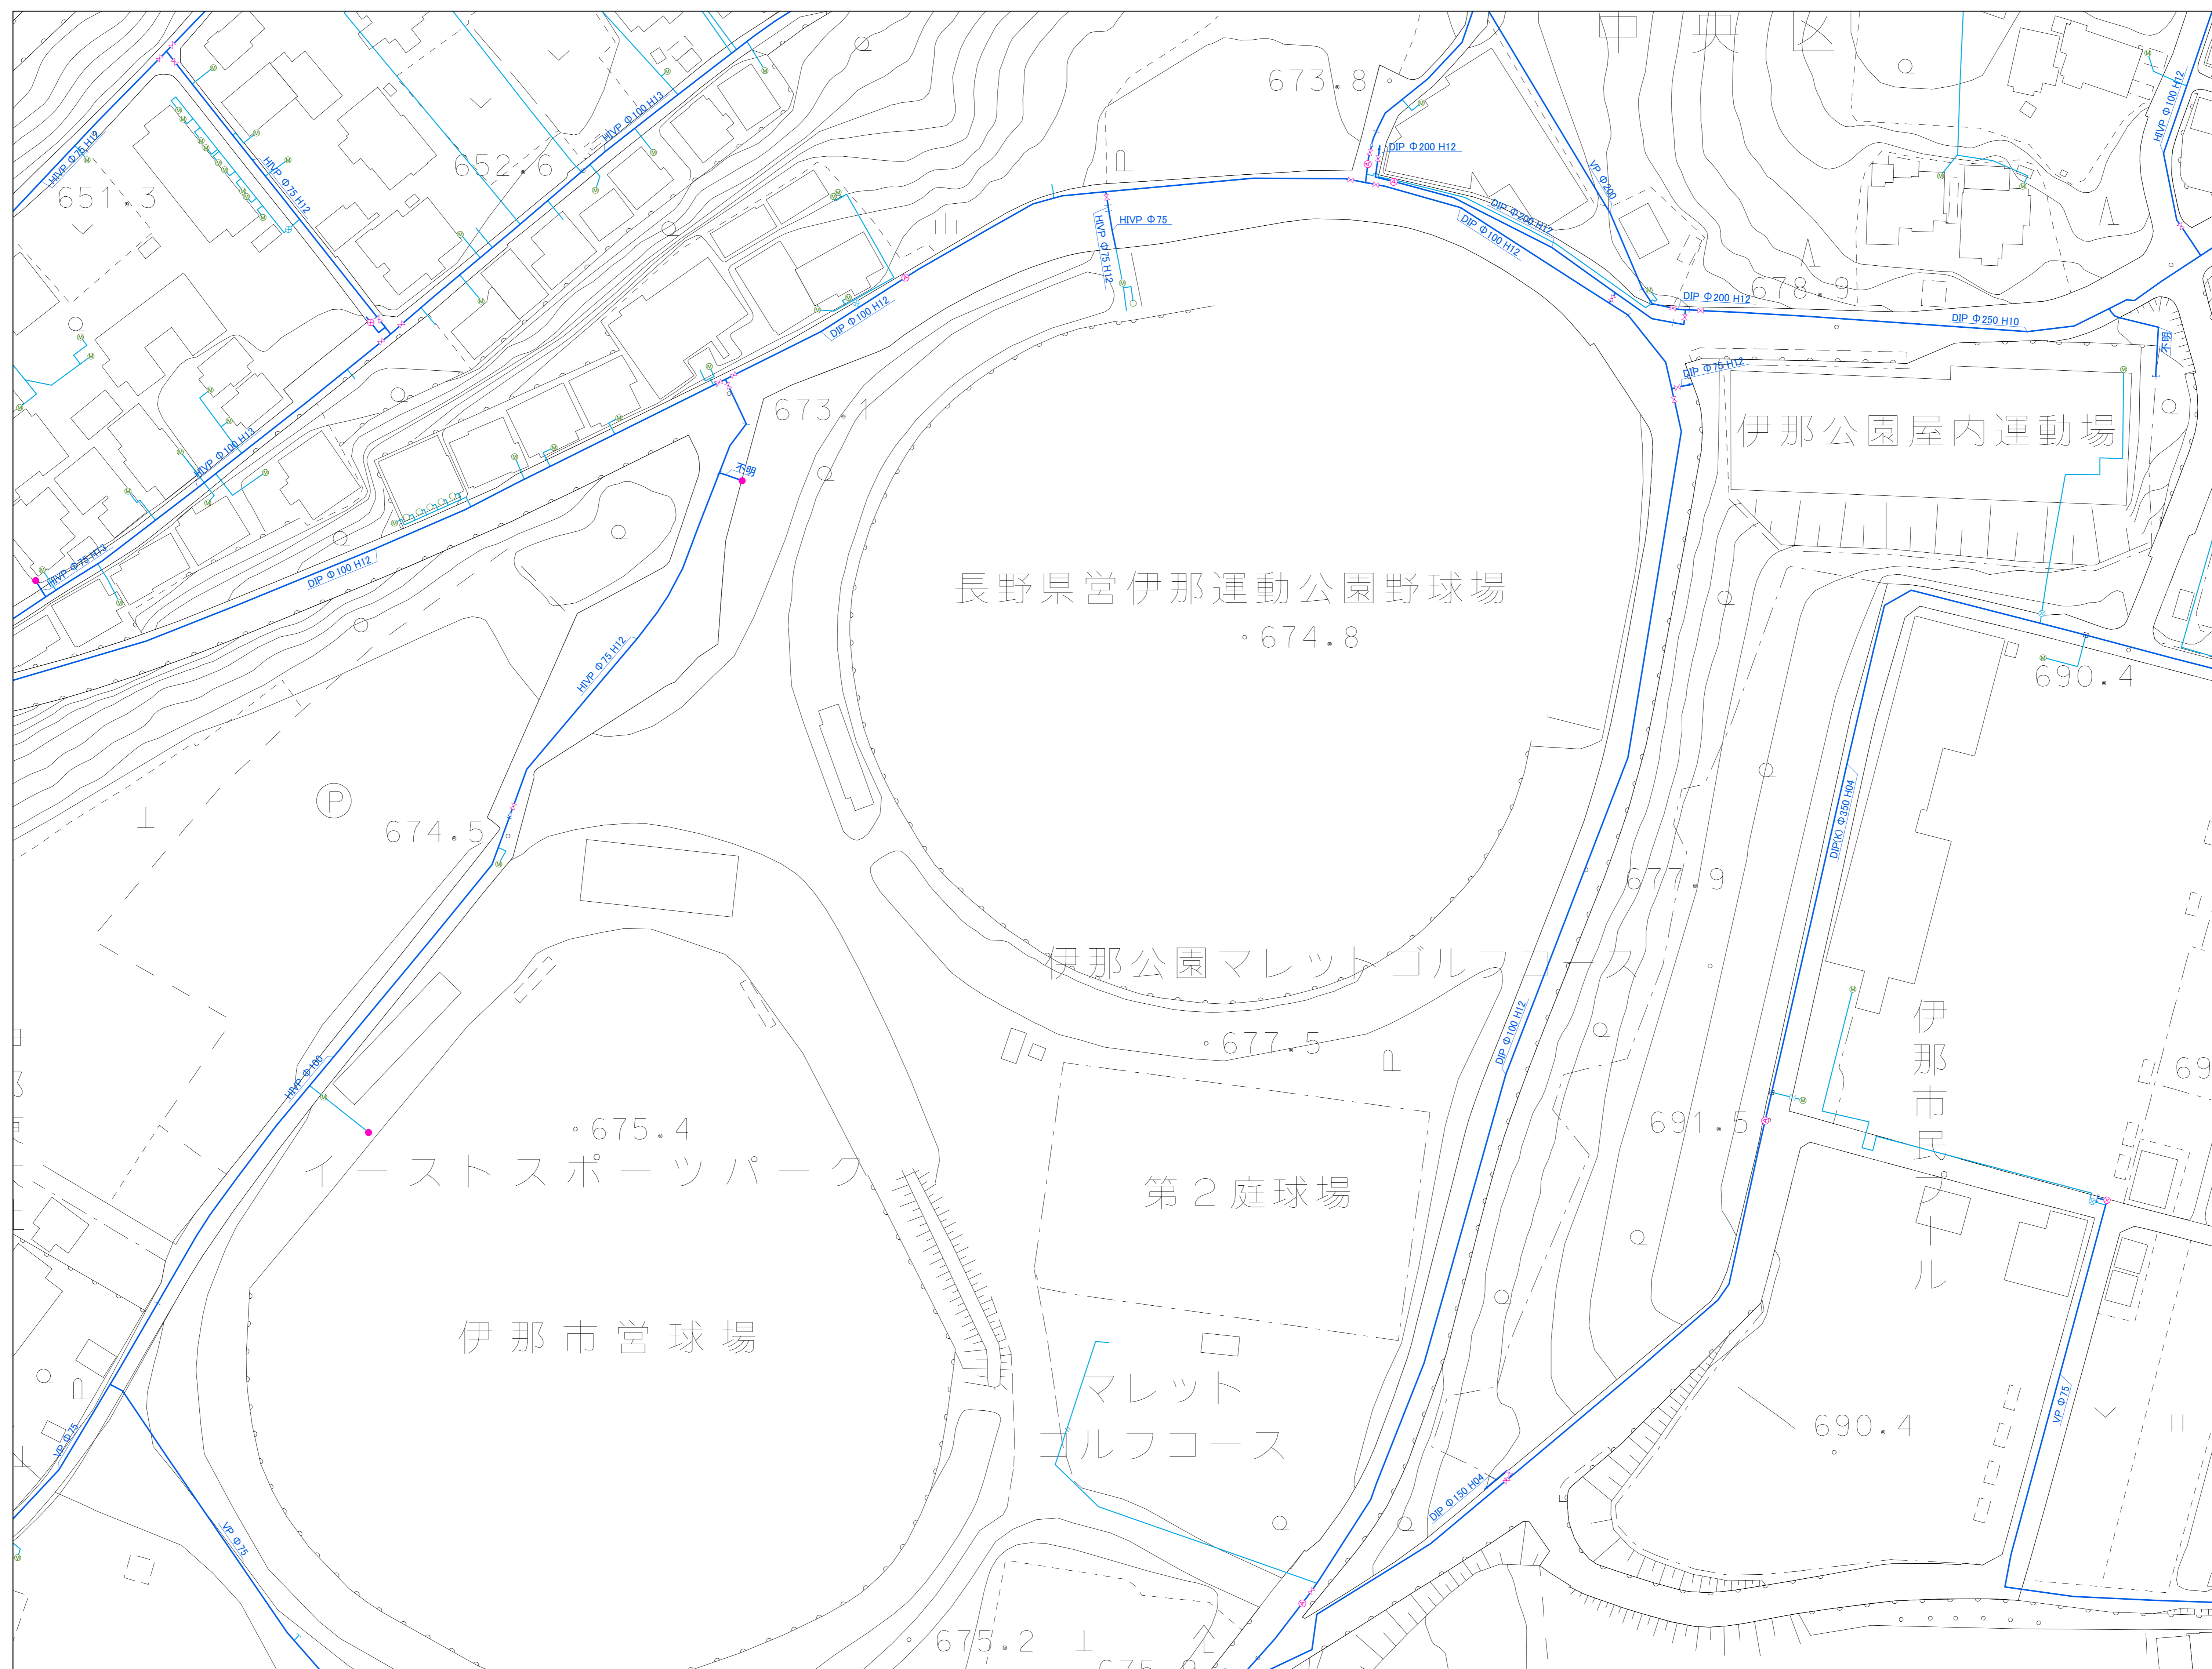 中央区
673.8
HIVP Φ100 H12
HIVP Φ75 H12
651.3
HIVP Φ75 H12
652.6
HIVP Φ100 H13
DIP Φ200 H12
VP Φ200
HIVP Φ75
HIVP Φ75 H12
DIP Φ200 H12
DIP Φ100 H12
678.9
DIP Φ200 H12
DIP Φ250 H10
不明
DIP Φ100 H12
DIP Φ75 H12
673.1
伊那公園屋内運動場
HIVP Φ100 H13
不明
HIVP Φ75 H13
DIP Φ100 H12
長野県営伊那運動公園野球場
674.8
HIVP Φ75 H12
690.4
P
674.5
DIP(K) Φ350 H04
677.9
伊那公園マレットゴルフコース
677.5
DIP Φ100 H12
伊那市民プール
HIVP Φ100
675.4
691.5
イーストスポーツパーク
第2庭球場
伊那市営球場
マレット
ゴルフコース
690.4
VP Φ75
VP Φ75
DIP Φ150 H04
VP Φ75
675.2